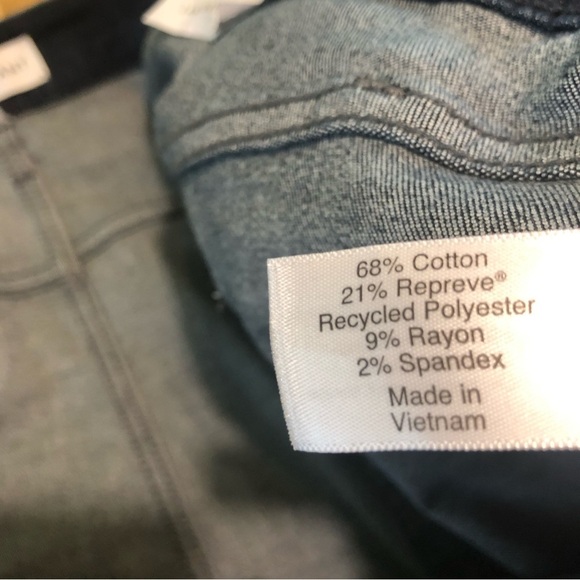 68% Cotton
21% Repreve®
Recycled Polyester
9% Rayon
2% Spandex
Made in
Vietnam